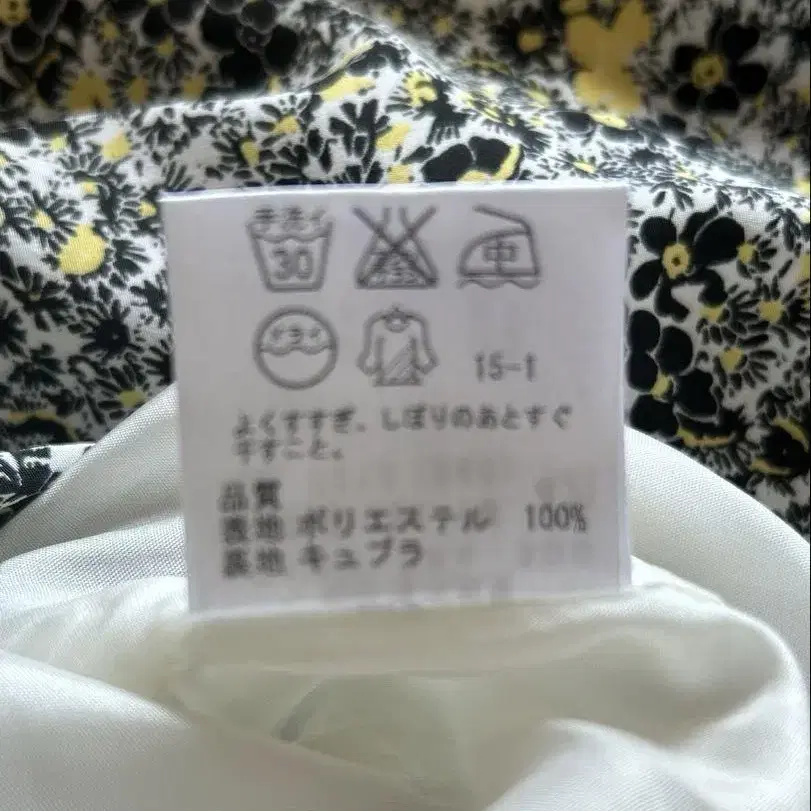 手洗イ
30
中
ドライ
15-1
よくすすぎ、しぼりのあとすぐ
干すこと。
品質
表地 ポリエステル 100%
裏地 キュプラ